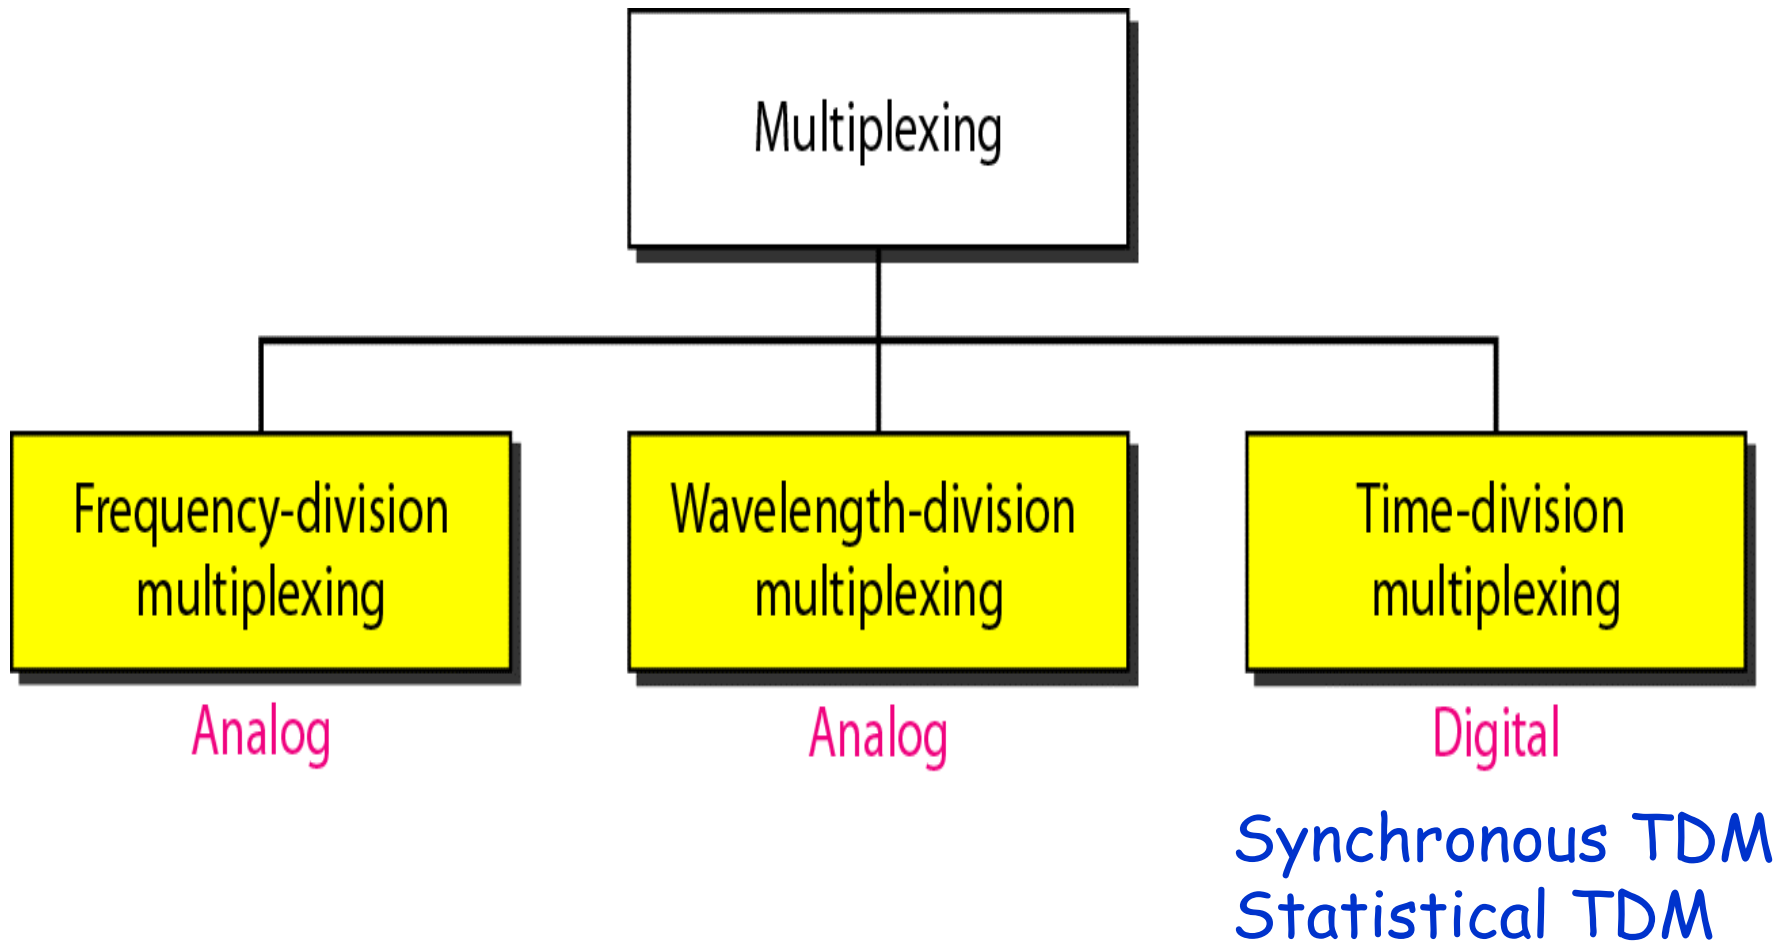 Multiplexing
Frequency-division
multiplexing
Wavelength-division
multiplexing
Time-division
multiplexing
Analog
Analog
Digital
Synchronous TDM
Statistical TDM